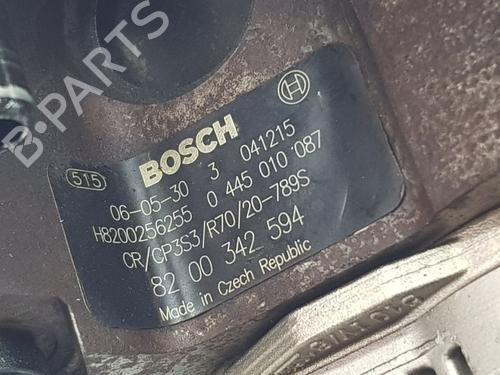 B-PARTS
BOSCH
515
06-05-30 3 041215
H8200256255 0 445 010 087
CR/CP3S3/R70/20-789S
82 00 342 594
Made in Czech Republic